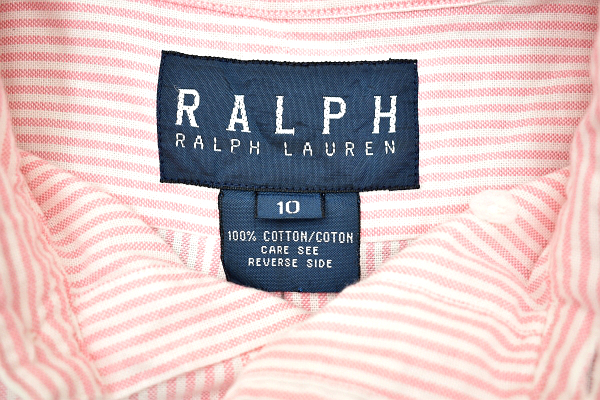 RALPH
RALPH LAUREN
10
100% COTTON/COTON
CARE SEE
REVERSE SIDE